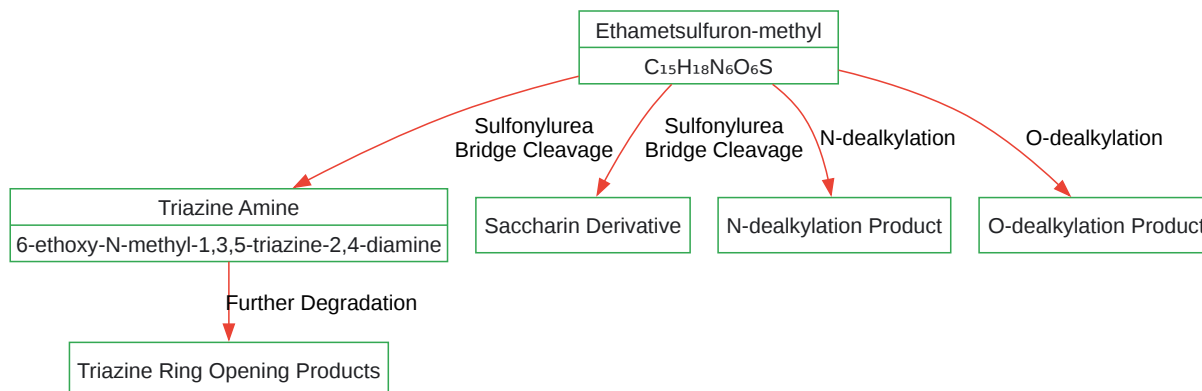 Ethametsulfuron-methyl
C₁₅H₁₈N₆O₆S
Sulfonylurea
Bridge Cleavage
Sulfonylurea
Bridge Cleavage
N-dealkylation
O-dealkylation
Triazine Amine
6-ethoxy-N-methyl-1,3,5-triazine-2,4-diamine
Saccharin Derivative
N-dealkylation Product
O-dealkylation Product
Further Degradation
Triazine Ring Opening Products